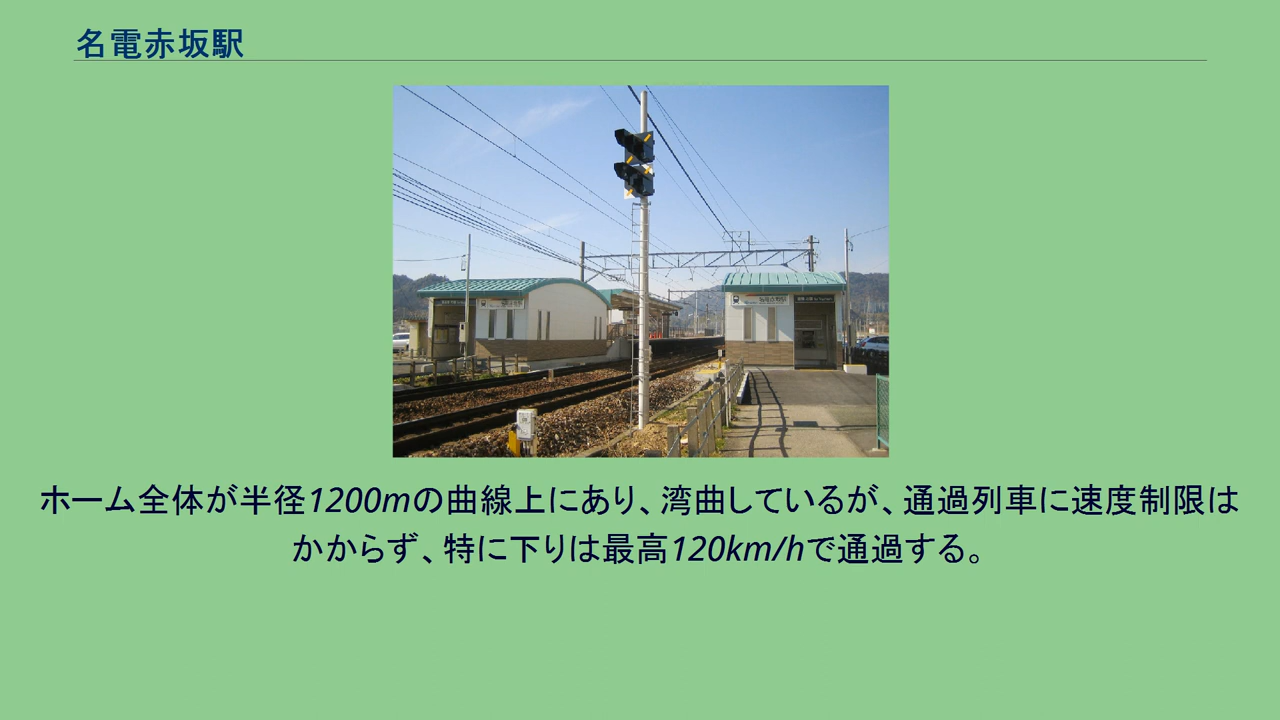 名電赤坂駅
ホーム全体が半径1200mの曲線上にあり、湾曲しているが、通過列車に速度制限は
かからず、特に下りは最高120km/hで通過する。